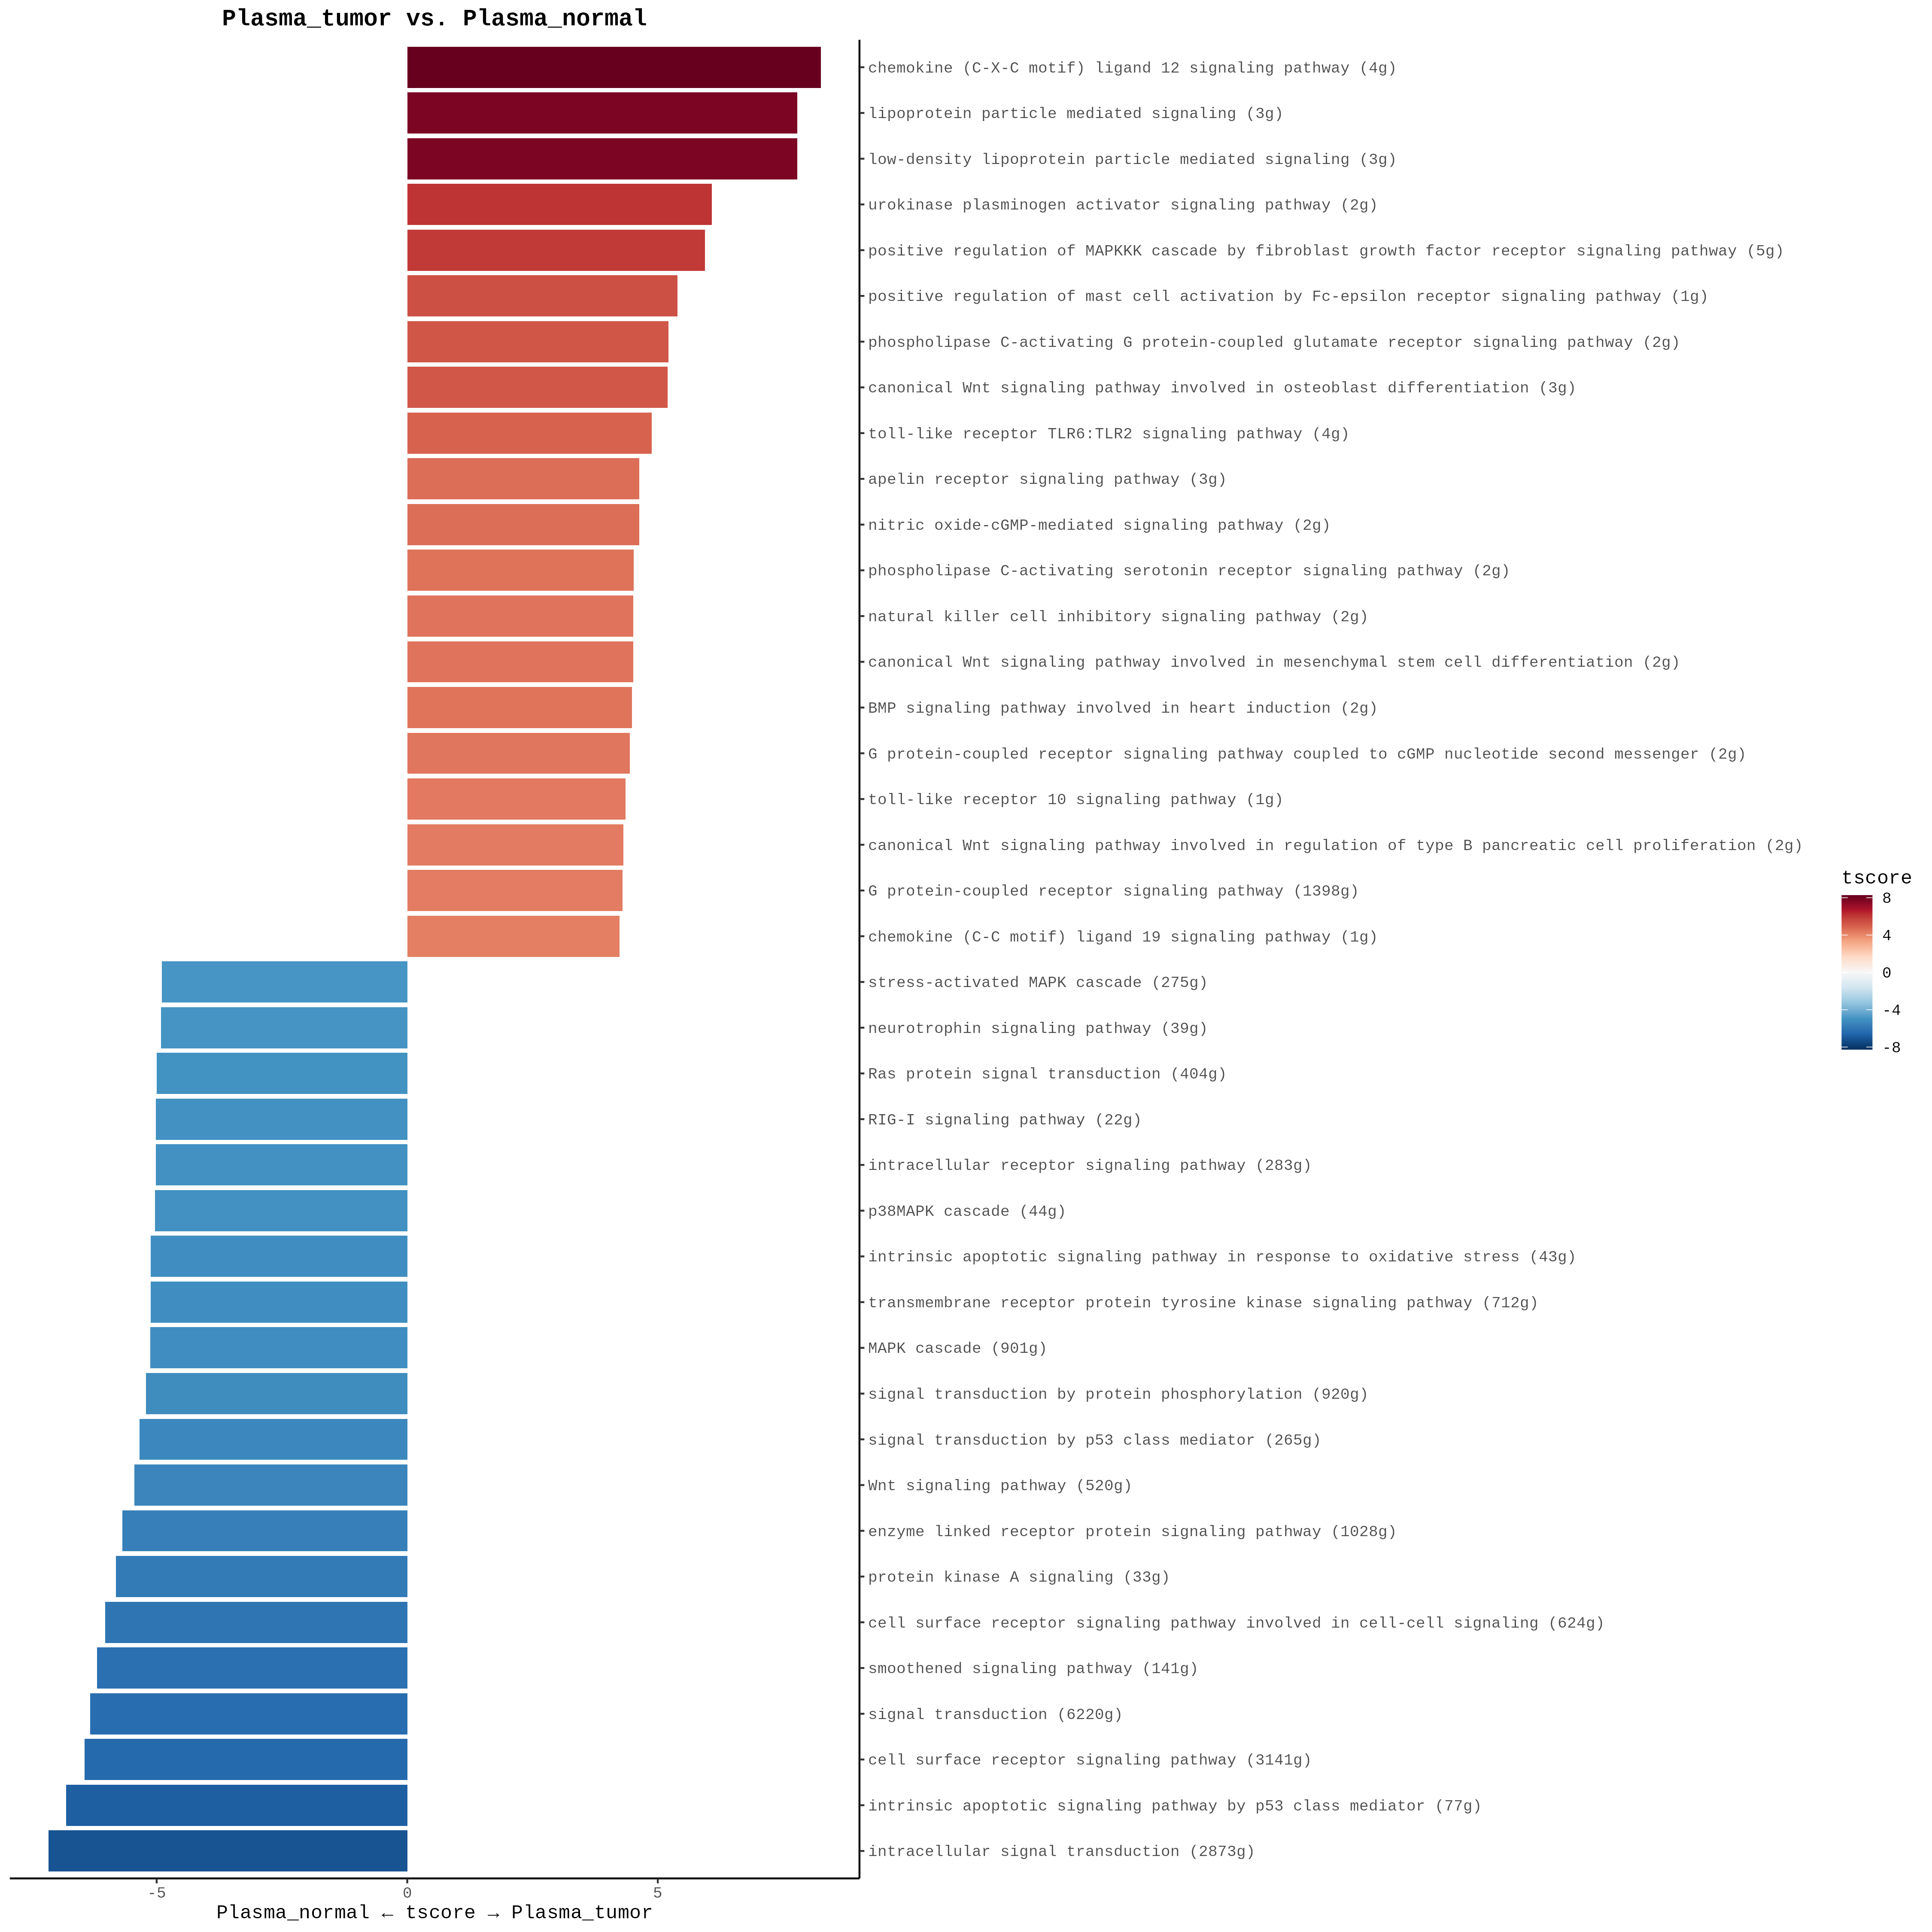 Plasma_tumor vs. Plasma_normal
chemokine (C-X-C motif) ligand 12 signaling pathway (4g)
lipoprotein particle mediated signaling (3g)
low-density lipoprotein particle mediated signaling (3g)
urokinase plasminogen activator signaling pathway (2g)
positive regulation of MAPKKK cascade by fibroblast growth factor receptor signaling pathway (5g)
positive regulation of mast cell activation by Fc-epsilon receptor signaling pathway (1g)
phospholipase C-activating G protein-coupled glutamate receptor signaling pathway (2g)
canonical Wnt signaling pathway involved in osteoblast differentiation (3g)
toll-like receptor TLR6:TLR2 signaling pathway (4g)
apelin receptor signaling pathway (3g)
nitric oxide-cGMP-mediated signaling pathway (2g)
phospholipase C-activating serotonin receptor signaling pathway (2g)
natural killer cell inhibitory signaling pathway (2g)
canonical Wnt signaling pathway involved in mesenchymal stem cell differentiation (2g)
BMP signaling pathway involved in heart induction (2g)
G protein-coupled receptor signaling pathway coupled to cGMP nucleotide second messenger (2g)
toll-like receptor 10 signaling pathway (1g)
canonical Wnt signaling pathway involved in regulation of type B pancreatic cell proliferation (2g)
G protein-coupled receptor signaling pathway (1398g)
chemokine (C-C motif) ligand 19 signaling pathway (1g)
stress-activated MAPK cascade (275g)
neurotrophin signaling pathway (39g)
Ras protein signal transduction (404g)
RIG-I signaling pathway (22g)
intracellular receptor signaling pathway (283g)
p38MAPK cascade (44g)
intrinsic apoptotic signaling pathway in response to oxidative stress (43g)
transmembrane receptor protein tyrosine kinase signaling pathway (712g)
MAPK cascade (901g)
signal transduction by protein phosphorylation (920g)
signal transduction by p53 class mediator (265g)
Wnt signaling pathway (520g)
enzyme linked receptor protein signaling pathway (1028g)
protein kinase A signaling (33g)
cell surface receptor signaling pathway involved in cell-cell signaling (624g)
smoothened signaling pathway (141g)
signal transduction (6220g)
cell surface receptor signaling pathway (3141g)
intrinsic apoptotic signaling pathway by p53 class mediator (77g)
intracellular signal transduction (2873g)
-5 0 5
Plasma_normal ← tscore → Plasma_tumor
tscore
8
4
0
-4
-8